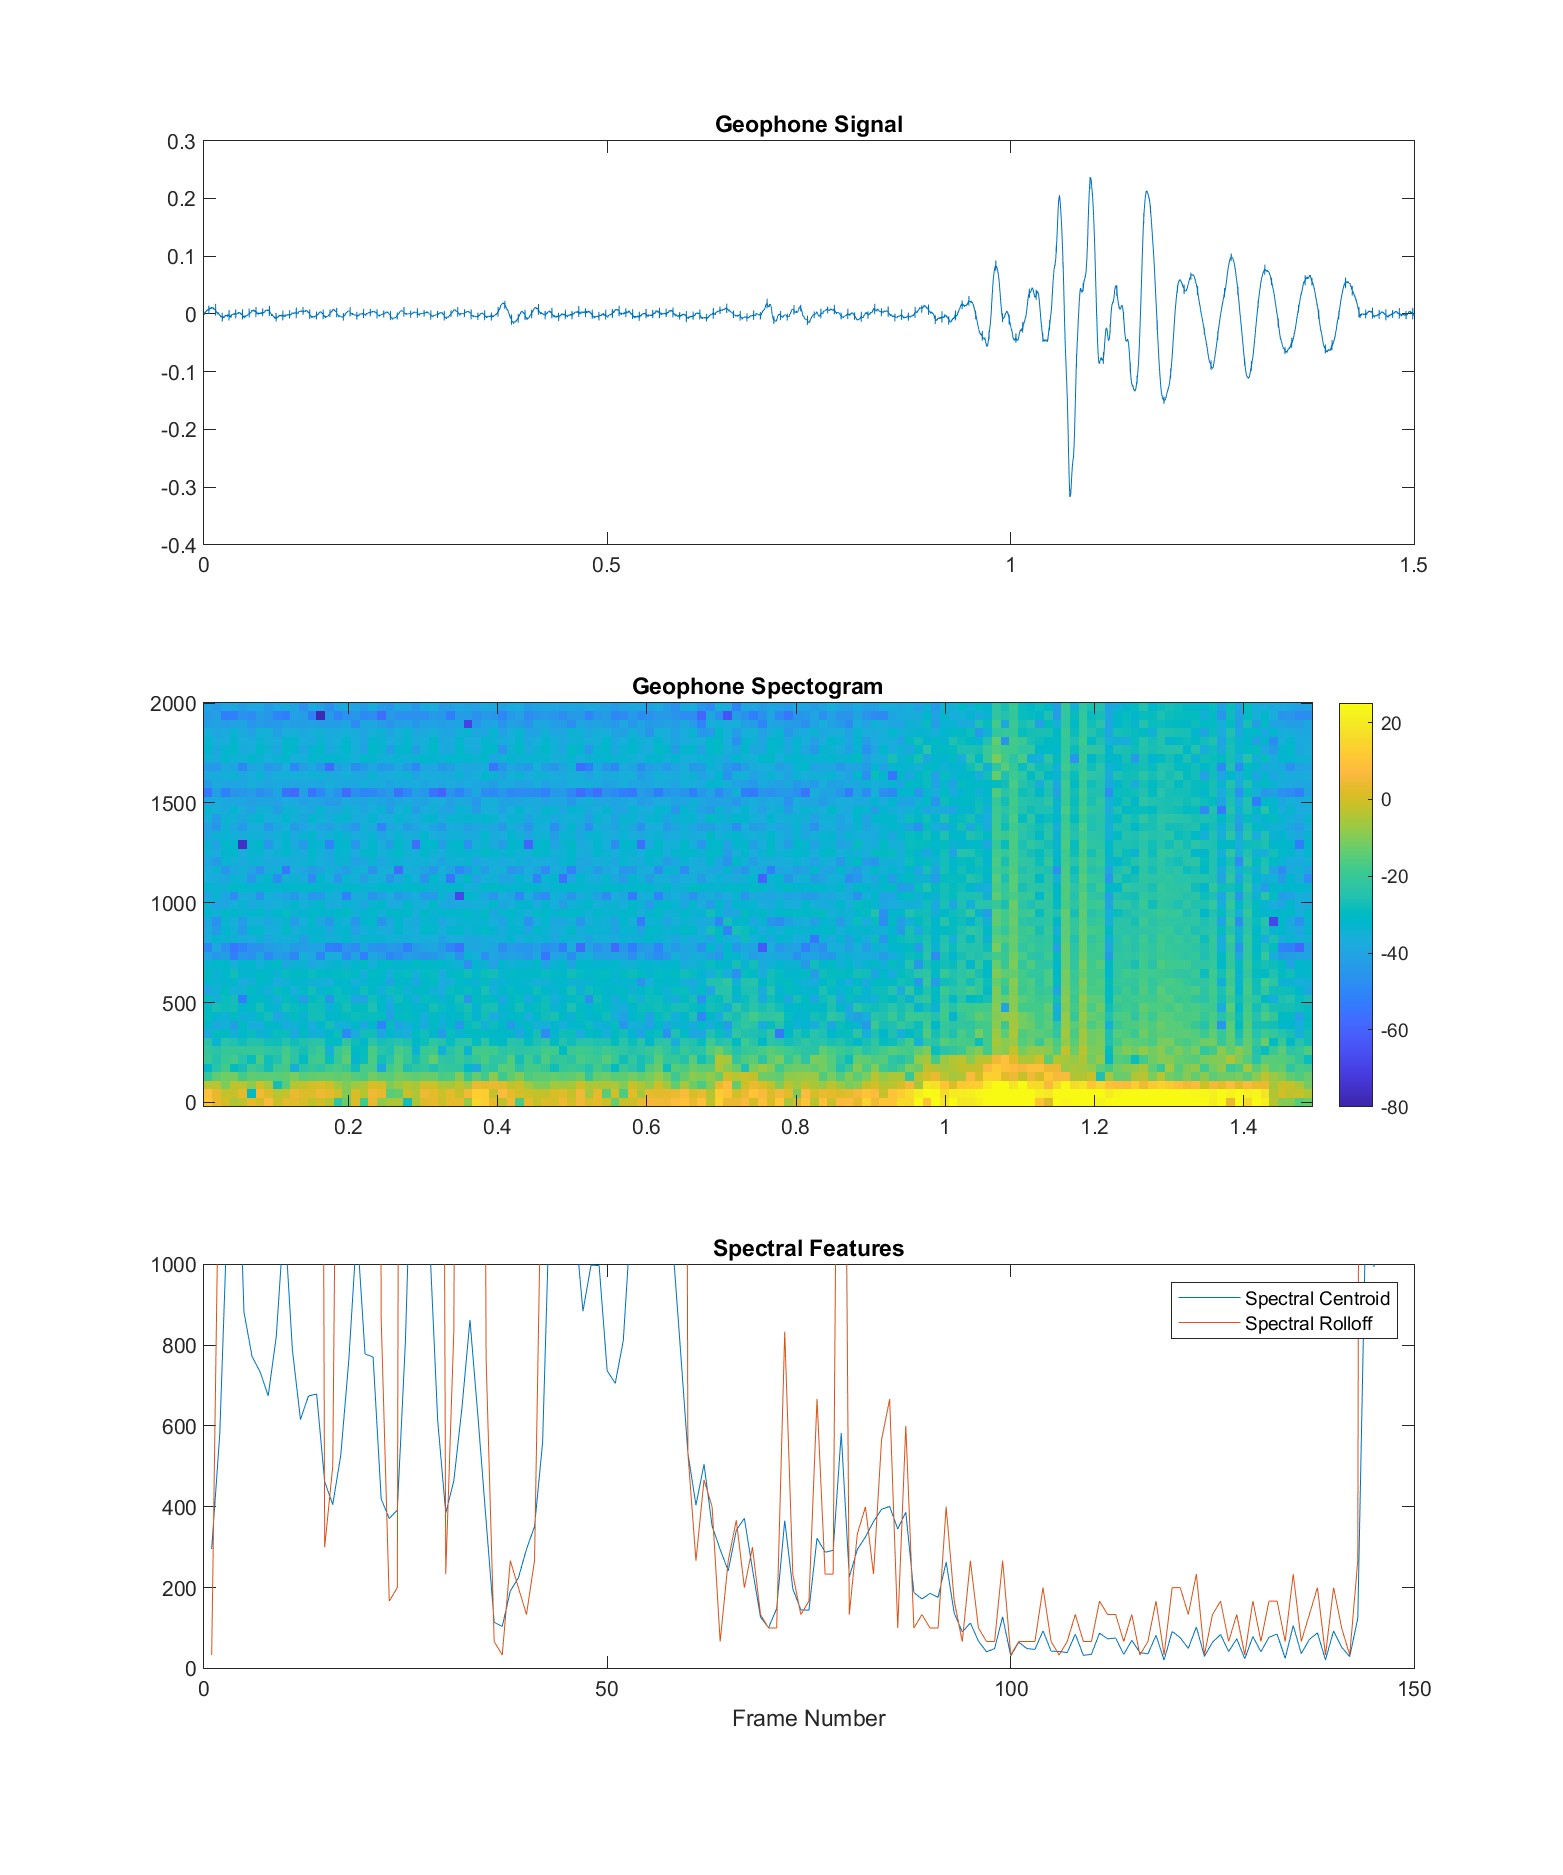 Geophone Signal
0.3
0.2
0.1
0
-0.1
-0.2
-0.3
-0.4
0 0.5 1 1.5
Geophone Spectogram
2000
1500
1000
500
0
20
0
-20
-40
-60
-80
0.2 0.4 0.6 0.8 1 1.2 1.4
Spectral Features
1000
800
600
400
200
0
Spectral Centroid
Spectral Rolloff
0 50 100 150
Frame Number